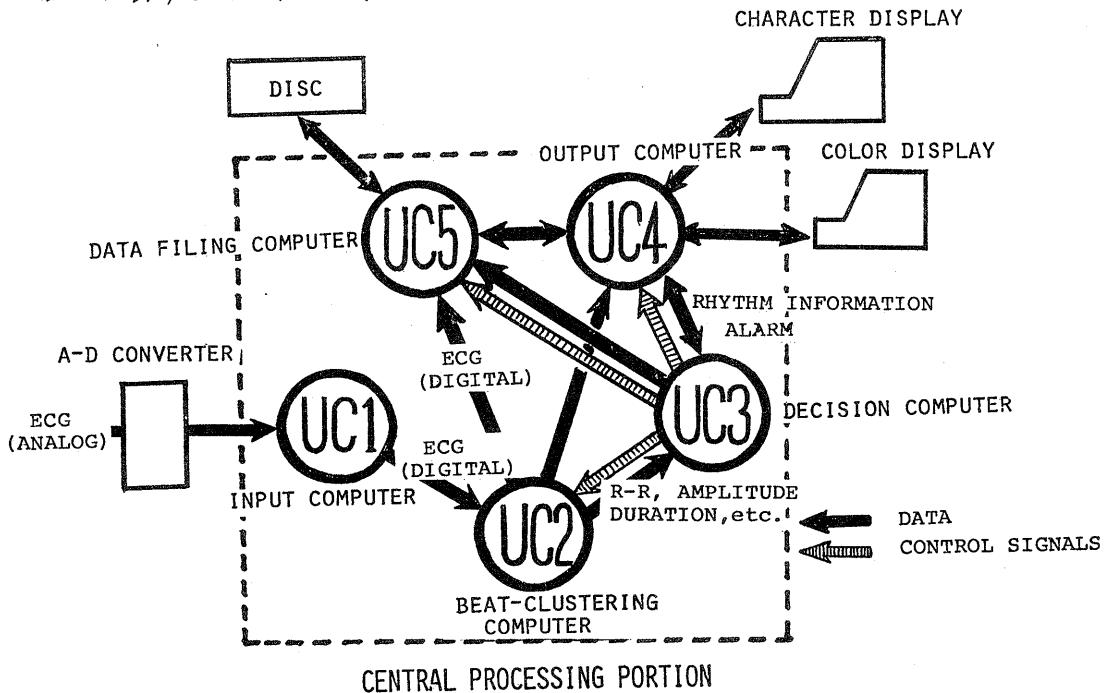 CHARACTER DISPLAY
DISC
OUTPUT COMPUTER
COLOR DISPLAY
UC5
UC4
DATA FILING COMPUTER
RHYTHM INFORMATION
ALARM
A-D CONVERTER
ECG
(DIGITAL)
ECG
(ANALOG)
UC1
UC3
DECISION COMPUTER
ECG
(DIGITAL)
INPUT COMPUTER
R-R, AMPLITUDE
DURATION,etc.
UC2
DATA
CONTROL SIGNALS
BEAT-CLUSTERING
COMPUTER
CENTRAL PROCESSING PORTION